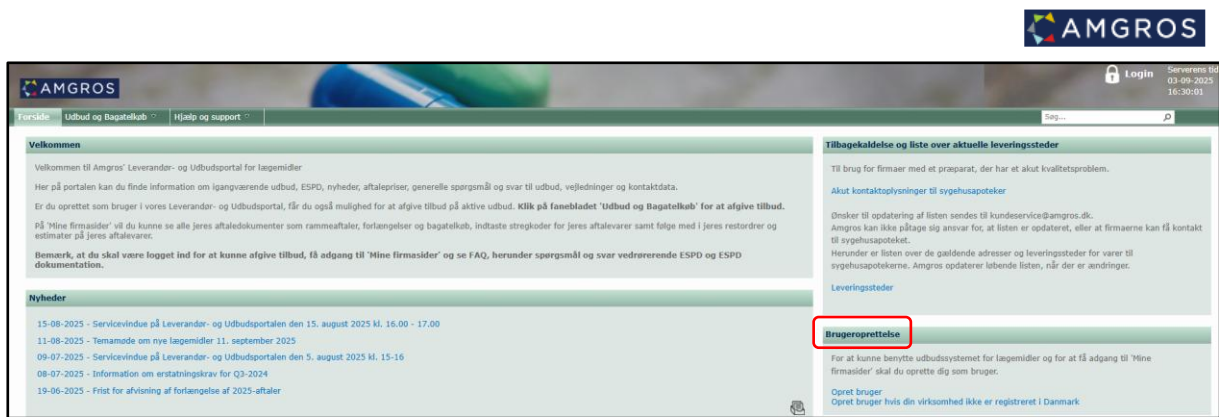 AMGROS
AMGROS
Login
Serverens tid
03-09-2025
16:30:01
Forside
Udbud og Bagatelkøb
Hjælp og support
Søg...
Velkommen
Velkommen til Amgros' Leverandør- og Udbudsportal for lægemidler
Her på portalen kan du finde information om igangværende udbud, ESPD, nyheder, aftalepriser, generelle spørgsmål og svar til udbud, vejledninger og kontaktdata.
Er du oprettet som bruger i vores Leverandør- og Udbudsportal, får du også mulighed for at afgive tilbud på aktive udbud. Klik på fanebladet 'Udbud og Bagatelkøb' for at afgive tilbud.
På 'Mine firmasider' vil du kunne se alle jeres aftaledokumenter som rammeaftaler, forlængelser og bagatelkøb, indtaste stregkoder for jeres aftalevarer samt følge med i jeres restordrer og
estimater på jeres aftalevarer.
Bemærk, at du skal være logget ind for at kunne afgive tilbud, få adgang til 'Mine firmasider' og se FAQ, herunder spørgsmål og svar vedrørerende ESPD og ESPD
dokumentation.
Nyheder
15-08-2025 - Servicevindue på Leverandør- og Udbudsportalen den 15. august 2025 kl. 16.00 - 17.00
11-08-2025 - Temamøde om nye lægemidler 11. september 2025
09-07-2025 - Servicevindue på Leverandør- og Udbudsportalen den 5. august 2025 kl. 15-16
08-07-2025 - Information om erstatningskrav for Q3-2024
19-06-2025 - Frist for afvisning af forlængelse af 2025-aftaler
Tilbagekaldelse og liste over aktuelle leveringssteder
Til brug for firmaer med et præparat, der har et akut kvalitetsproblem.
Akut kontaktoplysninger til sygehusapoteker
Ønsker til opdatering af listen sendes til kundeservice@amgros.dk.
Amgros kan ikke påtage sig ansvar for, at listen er opdateret, eller at firmaerne kan få kontakt
til sygehusapoteket.
Herunder er listen over de gældende adresser og leveringssteder for varer til
sygehusapotekerne. Amgros opdaterer løbende listen, når der er ændringer.
Leveringssteder
Brugeroprettelse
For at kunne benytte udbudssystemet for lægemidler og for at få adgang til 'Mine
firmasider' skal du oprette dig som bruger.
Opret bruger
Opret bruger hvis din virksomhed ikke er registreret i Danmark